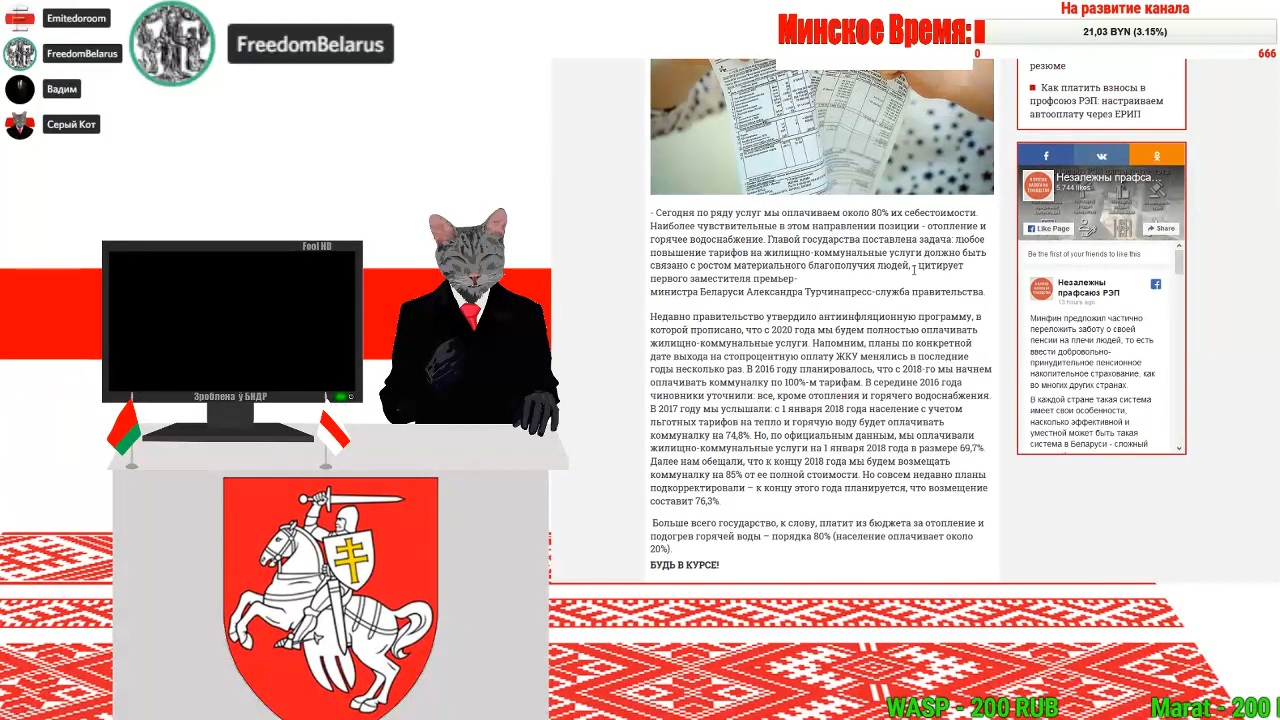 Emitedoroom
FreedomBelarus
Вадим
Серый Кот
FreedomBelarus
Минское Время:
На развитие канала
21,03 BYN (3.15%)
0
666
резюме
Как платить взносы в
профсоюз РЭП: настраиваем
автооплату через ЕРИП
Незалежны прафса...
5.744 likes
Like Page
Share
Be the first of your friends to like this
Незалежны
прафсаюз РЭП
13 hours ago
Минфин предложил частично
переложить заботу о своей
пенсии на плечи людей, то есть
ввести добровольно-
принудительное пенсионное
накопительное страхование, как
во многих других странах.
В каждой стране такая система
имеет свои особенности,
насколько эффективной и
уместной может быть такая
система в Беларуси - сложный
- Сегодня по ряду услуг мы оплачиваем около 80% их себестоимости.
Наиболее чувствительные в этом направлении позиции - отопление и
горячее водоснабжение. Главой государства поставлена задача: любое
повышение тарифов на жилищно-коммунальные услуги должно быть
связано с ростом материального благополучия людей, - цитирует
первого заместителя премьер-
министра Беларуси Александра Турчинапресс-служба правительства.
Недавно правительство утвердило антиинфляционную программу, в
которой прописано, что с 2020 года мы будем полностью оплачивать
жилищно-коммунальные услуги. Напомним, планы по конкретной
дате выхода на стопроцентную оплату ЖКУ менялись в последние
годы несколько раз. В 2016 году планировалось, что с 2018-го мы начнем
оплачивать коммуналку по 100%-м тарифам. В середине 2016 года
чиновники уточнили: все, кроме отопления и горячего водоснабжения.
В 2017 году мы услышали: с 1 января 2018 года население с учетом
льготных тарифов на тепло и горячую воду будет оплачивать
коммуналку на 74,8%. Но, по официальным данным, мы оплачивали
жилищно-коммунальные услуги на 1 января 2018 года в размере 69,7%.
Далее нам обещали, что к концу 2018 года мы будем возмещать
коммуналку на 85% от ее полной стоимости. Но совсем недавно планы
подкорректировали – к концу этого года планируется, что возмещение
составит 76,3%.
Больше всего государство, к слову, платит из бюджета за отопление и
подогрев горячей воды – порядка 80% (население оплачивает около
20%).
БУДЬ В КУРСЕ!
Fool HD
Зроблена ў БНДР
WASP - 200 RUB
Marat - 200